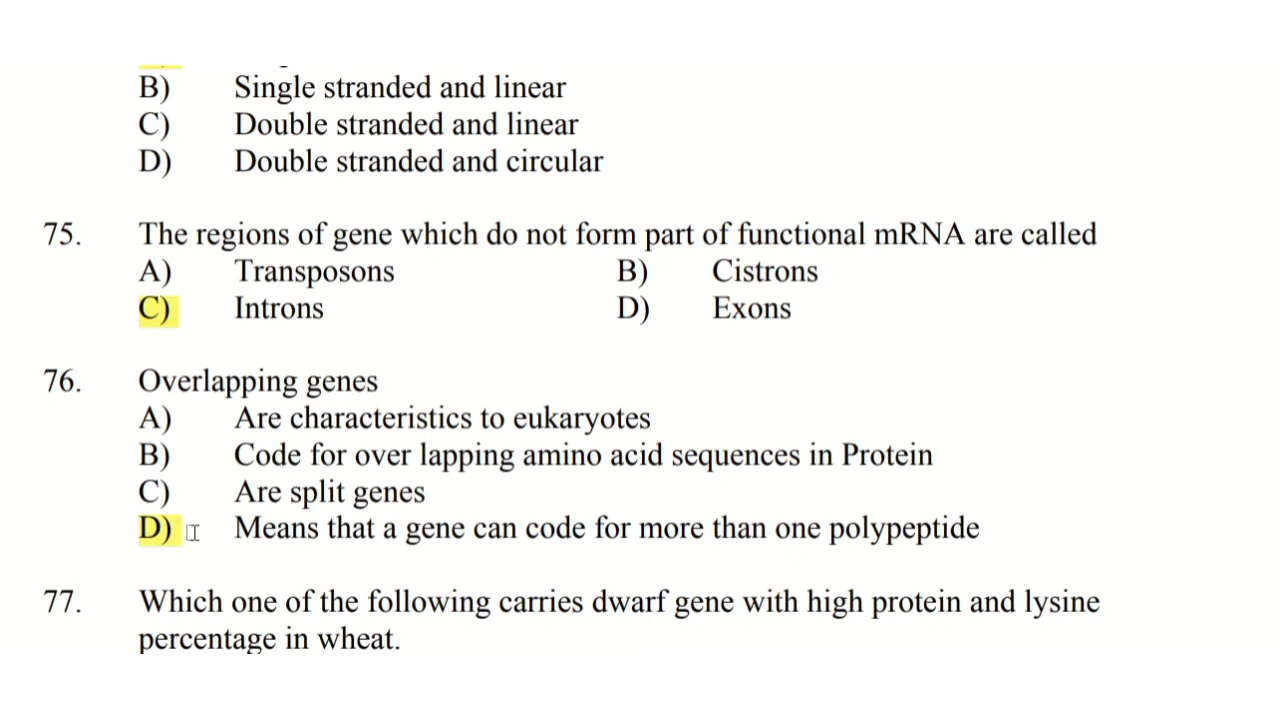 B) Single stranded and linear
C) Double stranded and linear
D) Double stranded and circular
75. The regions of gene which do not form part of functional mRNA are called
A) Transposons B) Cistrons
C) Introns D) Exons
76. Overlapping genes
A) Are characteristics to eukaryotes
B) Code for over lapping amino acid sequences in Protein
C) Are split genes
D) Means that a gene can code for more than one polypeptide
77. Which one of the following carries dwarf gene with high protein and lysine
percentage in wheat.